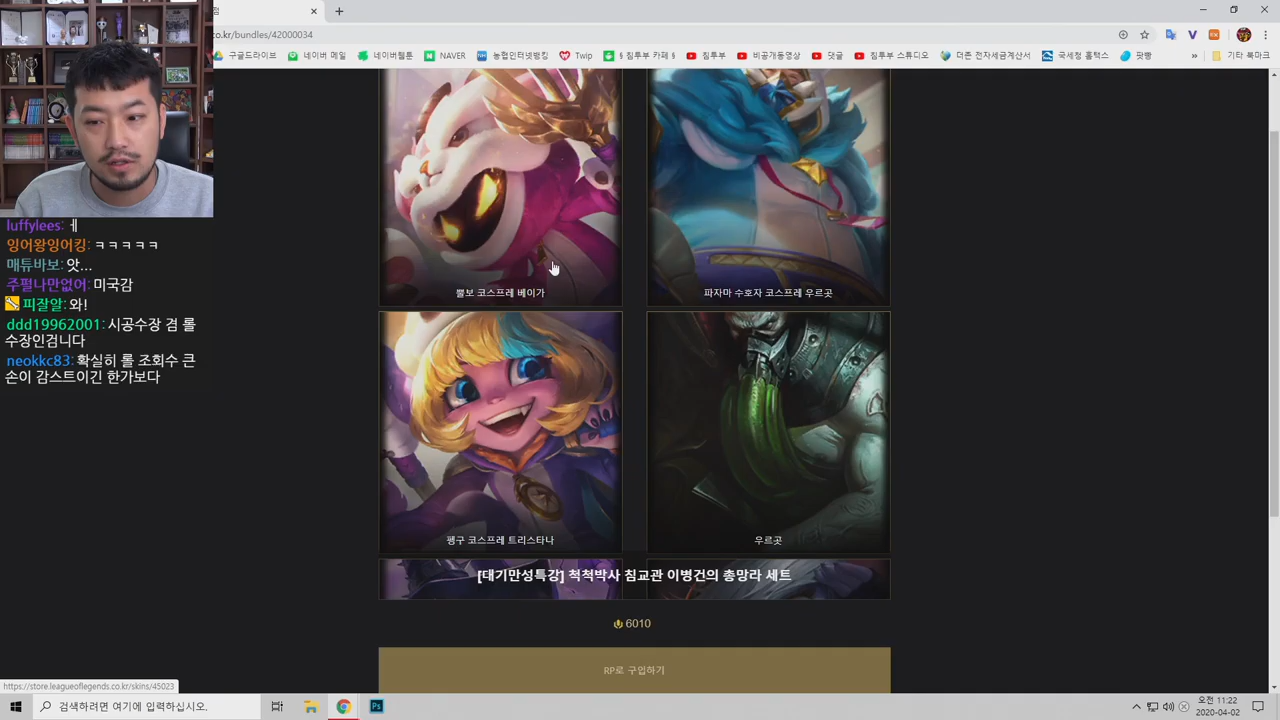 점
co.kr/bundles/42000034
구글드라이브
네이버 메일
네이버웹툰
NAVER
농협인터넷뱅킹
Twip
침투부 카페
침투부
비공개동영상
댓글
침투부 스튜디오
더존 전자세금계산서
국세청 홈택스
팟빵
기타 북마크
luffylees: ㅔ
잉어왕잉어킹: ㅋㅋㅋㅋㅋ
매튜바보: 앗...
주펄나만없어: 미국감
피잘알: 와!
ddd19962001: 시공수장 겸 롤
수장인검니다
neokkc83: 확실히 롤 조회수 큰
손이 감스트이긴 한가보다
뽈보 코스프레 베이가
파자마 수호자 코스프레 우르곳
펭구 코스프레 트리스타나
우르곳
[대기만성특강] 척척박사 침교관 이병건의 총망라 세트
6010
RP로 구입하기
https://store.leagueoflegends.co.kr/skins/45023
검색하려면 여기에 입력하십시오.
오전 11:22
2020-04-02